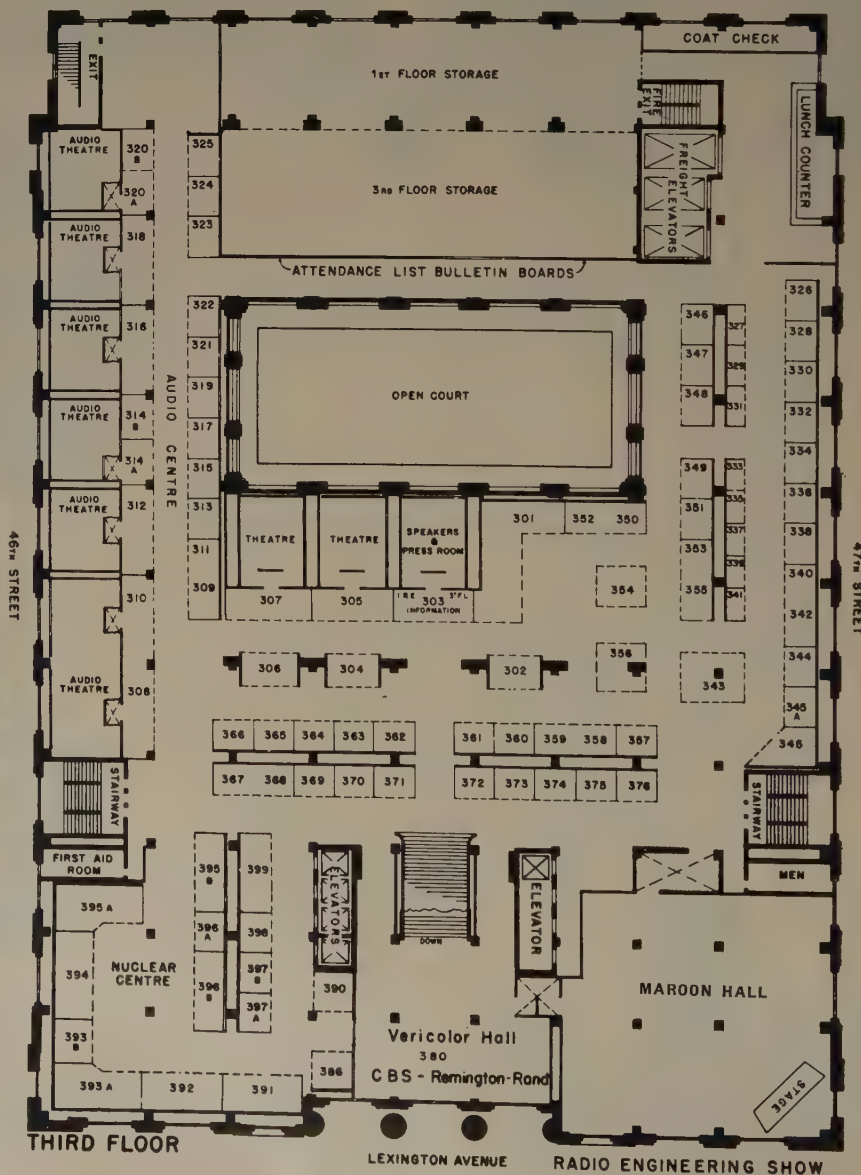 COAT CHECK
EXIT
1ST FLOOR STORAGE
FIRE
EXIT
LUNCH COUNTER
AUDIO
THEATRE
320
B
325
3RD FLOOR STORAGE
FREIGHT
ELEVATORS
320
A
324
AUDIO
THEATRE
318
323
ATTENDANCE LIST BULLETIN BOARDS
326
322
346
327
AUDIO
THEATRE
316
321
328
347
329
330
AUDIO CENTRE
319
OPEN COURT
348
331
332
AUDIO
THEATRE
314
B
317
334
314
A
315
349
333
336
AUDIO
THEATRE
312
313
THEATRE
THEATRE
SPEAKERS
&
PRESS ROOM
301
352
350
351
335
337
338
46TH STREET
47TH STREET
311
353
339
340
310
309
307
305
I R E
303
3RD FL
INFORMATION
354
355
341
342
AUDIO
THEATRE
308
306
304
302
356
343
344
345
A
345
366
365
364
363
362
361
360
359
358
357
367
368
369
370
371
372
373
374
375
376
STAIRWAY
STAIRWAY
FIRST AID
ROOM
395
B
399
ELEVATORS
DOWN
ELEVATOR
MEN
395A
396
A
398
394
NUCLEAR
CENTRE
396
B
397
B
397
A
390
MAROON HALL
393
B
Vericolor Hall
380
CBS - Remington-Rand
386
393A
392
391
STAGE
THIRD FLOOR
LEXINGTON AVENUE
RADIO ENGINEERING SHOW